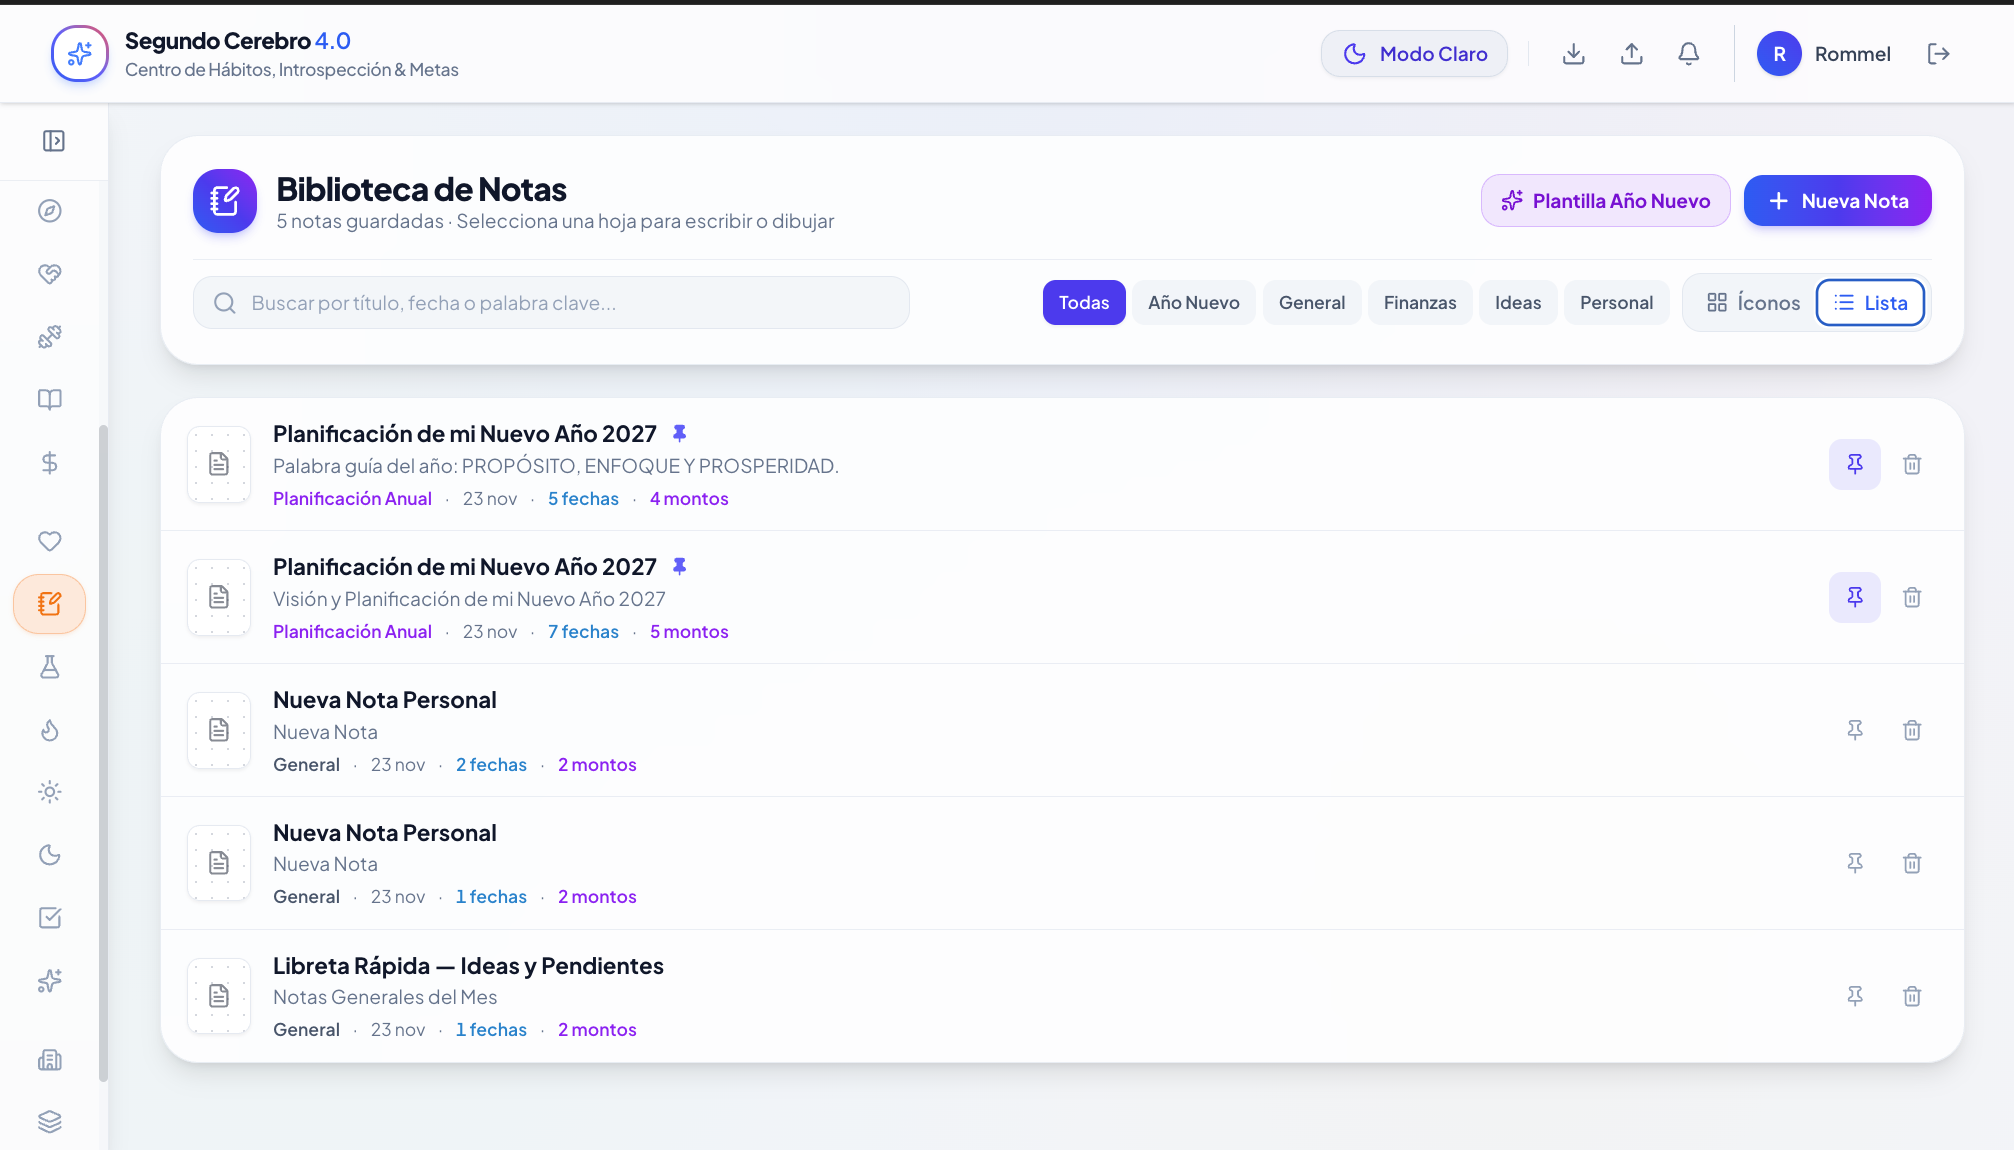 Segundo Cerebro 4.0
Centro de Hábitos, Introspección & Metas
Modo Claro
R
Rommel
Biblioteca de Notas
5 notas guardadas · Selecciona una hoja para escribir o dibujar
Plantilla Año Nuevo
Nueva Nota
Buscar por título, fecha o palabra clave...
Todas
Año Nuevo
General
Finanzas
Ideas
Personal
Íconos
Lista
Planificación de mi Nuevo Año 2027
Palabra guía del año: PROPÓSITO, ENFOQUE Y PROSPERIDAD.
Planificación Anual · 23 nov · 5 fechas · 4 montos
Planificación de mi Nuevo Año 2027
Visión y Planificación de mi Nuevo Año 2027
Planificación Anual · 23 nov · 7 fechas · 5 montos
Nueva Nota Personal
Nueva Nota
General · 23 nov · 2 fechas · 2 montos
Nueva Nota Personal
Nueva Nota
General · 23 nov · 1 fechas · 2 montos
Libreta Rápida — Ideas y Pendientes
Notas Generales del Mes
General · 23 nov · 1 fechas · 2 montos